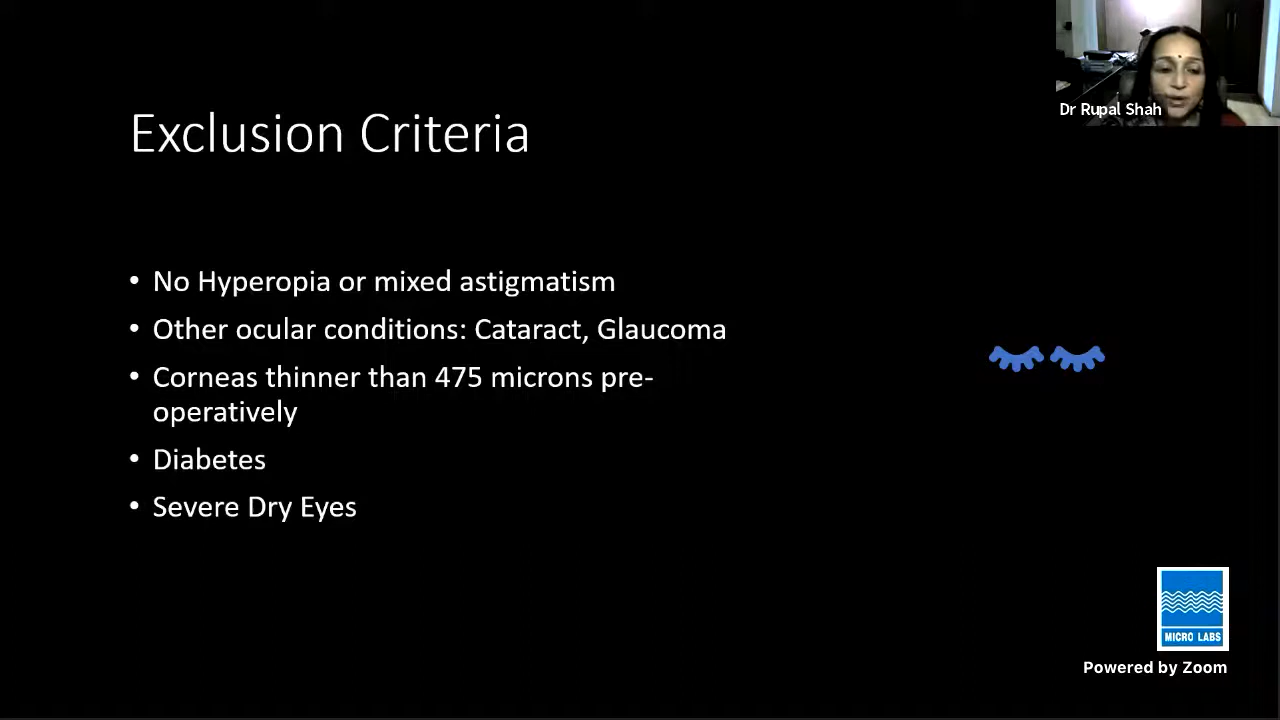 Dr Rupal Shah
Exclusion Criteria
• No Hyperopia or mixed astigmatism
• Other ocular conditions: Cataract, Glaucoma
• Corneas thinner than 475 microns pre-
operatively
• Diabetes
• Severe Dry Eyes
MICRO LABS
Powered by Zoom